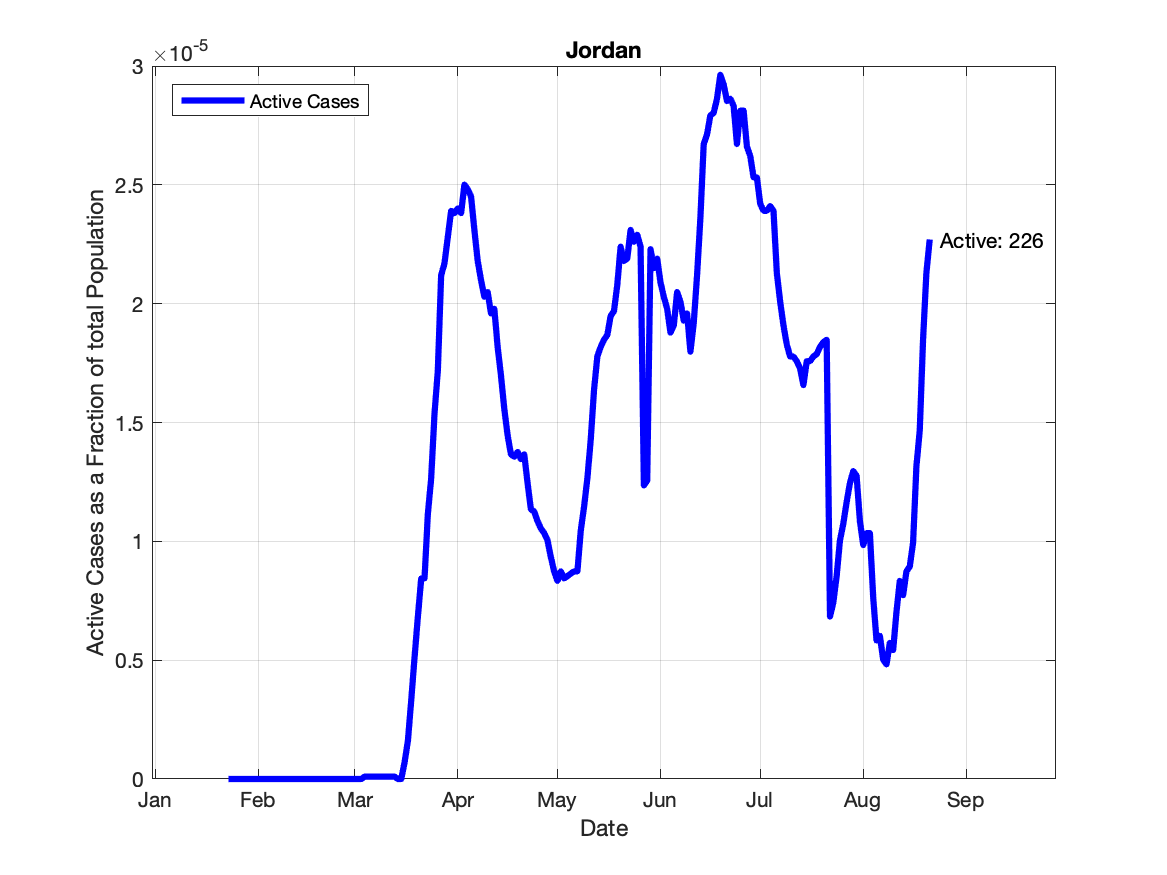 Jordan
×10-5
Active Cases
3
2.5
2
1.5
1
0.5
0
Active Cases as a Fraction of total Population
Active: 226
Jan Feb Mar Apr May Jun Jul Aug Sep
Date